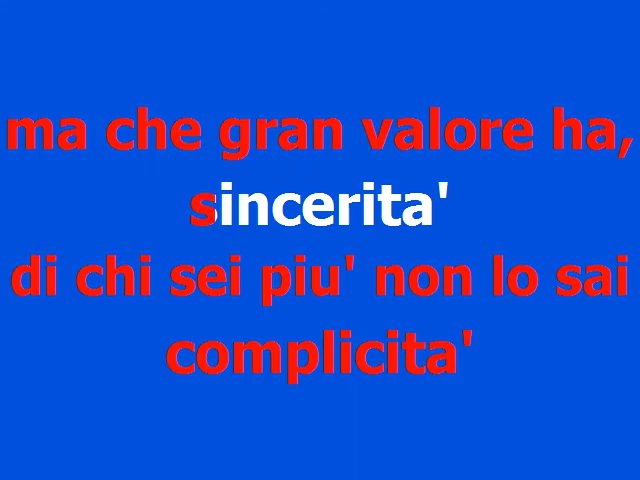 ma che gran valore ha,
sincerita'
di chi sei piu' non lo sai
complicita'